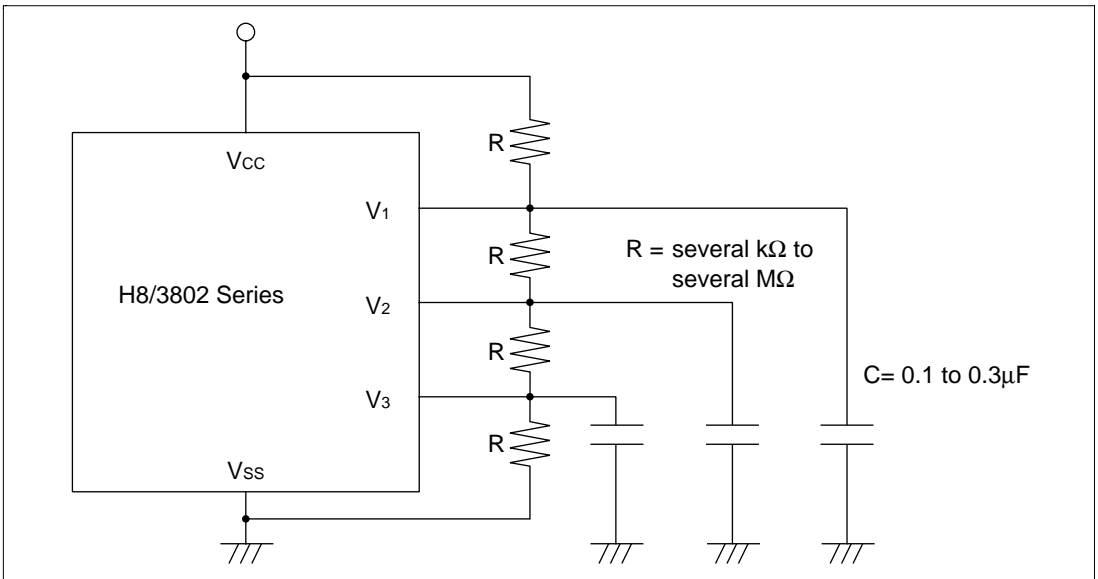 R
VCC
V1
R
R = several kΩ to
several MΩ
H8/3802 Series
V2
R
C= 0.1 to 0.3μF
V3
R
VSS